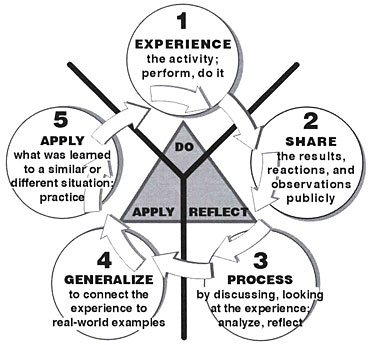 1
EXPERIENCE
the activity;
perform, do it
2
SHARE
the results,
reactions, and
observations
publicly
3
PROCESS
by discussing, looking
at the experience;
analyze, reflect
4
GENERALIZE
to connect the
experience to
real-world examples
5
APPLY
what was learned
to a similar or
different situation;
practice
DO
APPLY
REFLECT